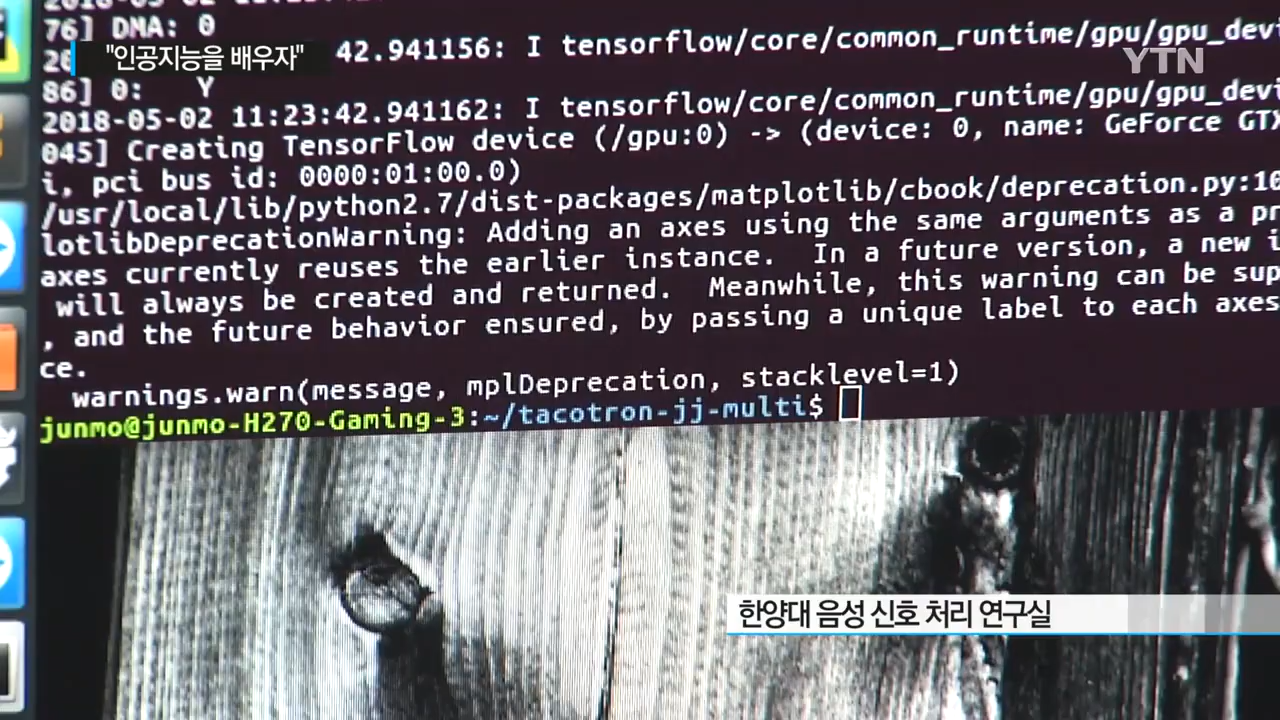 76] DMA: 0
"인공지능을 배우자"
42.941156: I tensorflow/core/common_runtime/gpu/gpu_devi
YTN
86] 0: Y
2018-05-02 11:23:42.941162: I tensorflow/core/common_runtime/gpu/gpu_devi
045] Creating TensorFlow device (/gpu:0) -> (device: 0, name: GeForce GTX
i, pci bus id: 0000:01:00.0)
/usr/local/lib/python2.7/dist-packages/matplotlib/cbook/deprecation.py:10
lotlibDeprecationWarning: Adding an axes using the same arguments as a pr
axes currently reuses the earlier instance. In a future version, a new i
will always be created and returned. Meanwhile, this warning can be sup
, and the future behavior ensured, by passing a unique label to each axes
ce.
warnings.warn(message, mplDeprecation, stacklevel=1)
junmo@junmo-H270-Gaming-3:~/tacotron-jj-multi$
한양대 음성 신호 처리 연구실